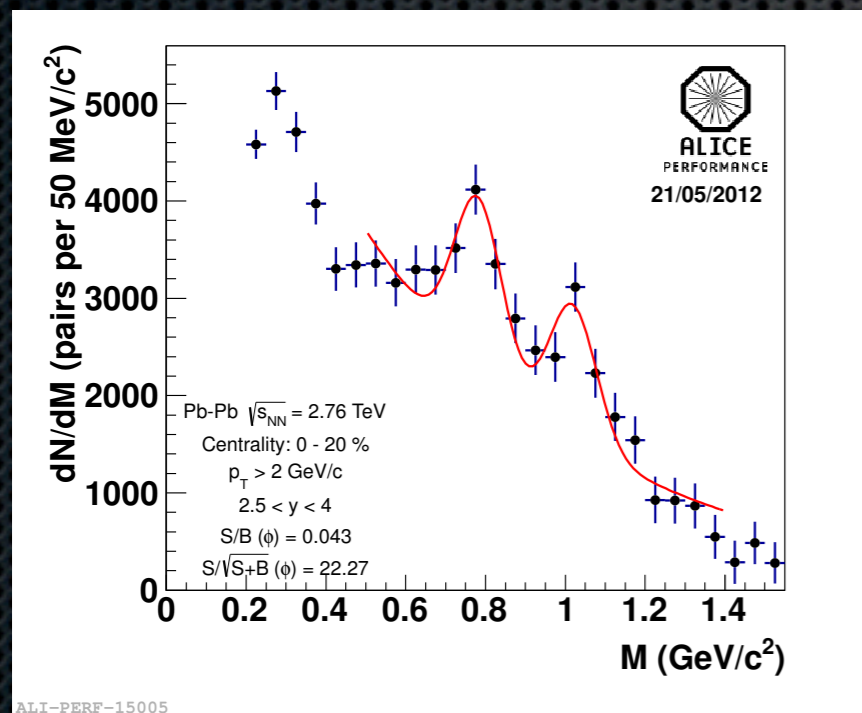 dN/dM (pairs per 50 MeV/c²)
5000
4000
3000
2000
1000
0
ALICE
PERFORMANCE
21/05/2012
Pb-Pb √s_NN = 2.76 TeV
Centrality: 0 - 20 %
p_T > 2 GeV/c
2.5 < y < 4
S/B (ϕ) = 0.043
S/√S+B (ϕ) = 22.27
0 0.2 0.4 0.6 0.8 1 1.2 1.4
M (GeV/c²)
ALI-PERF-15005